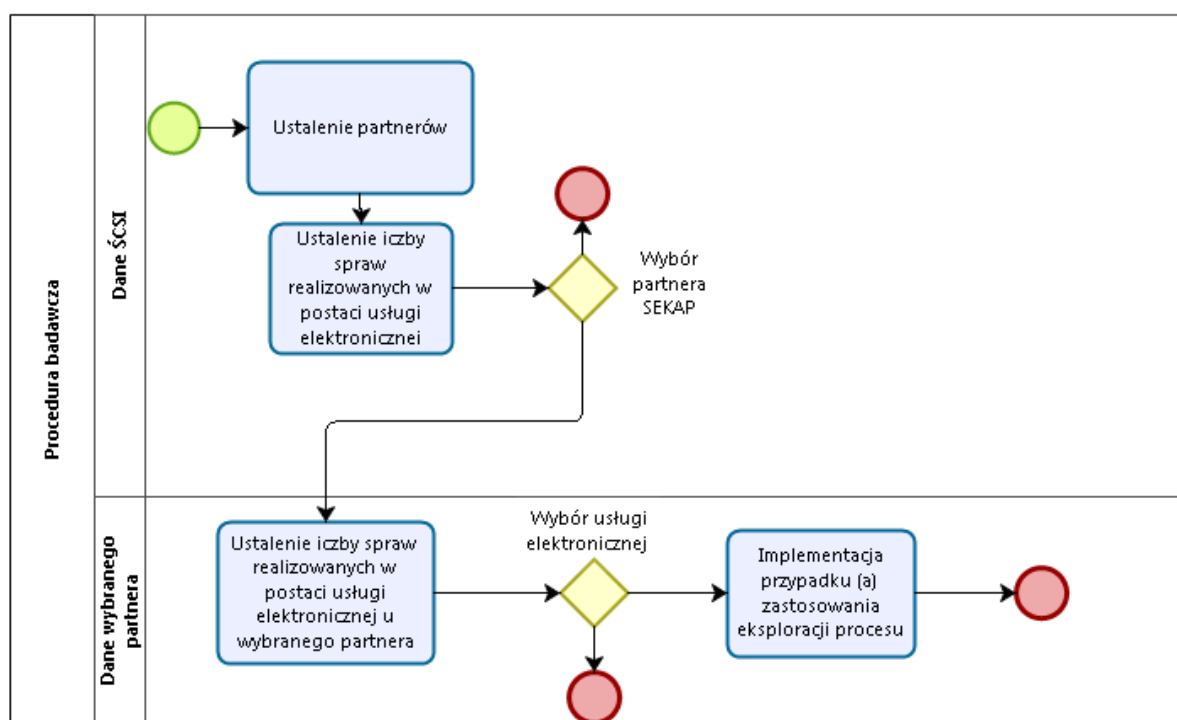 Procedura badawcza
Dane ŚCSI
Ustalenie partnerów
Ustalenie iczby
spraw
realizowanych w
postaci usługi
elektronicznei
Wybór
partnera
SEKAP
Dane wybranego
partnera
Ustalenie iczby spraw
realizowanych w
postaci usługi
elektronicznej u
wybranego partnera
Wybór usługi
elektronicznej
Implementacja
przypadku (a)
zastosowania
eksploracji procesu